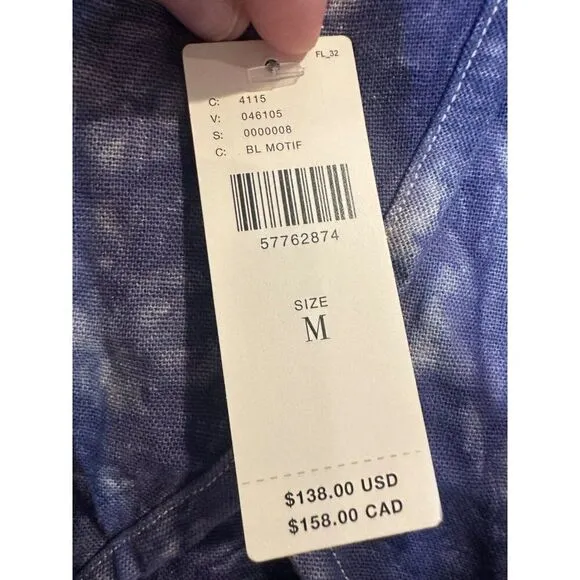 FL_32
C: 4115
V: 046105
S: 0000008
C: BL MOTIF
57762874
SIZE
M
$138.00 USD
$158.00 CAD